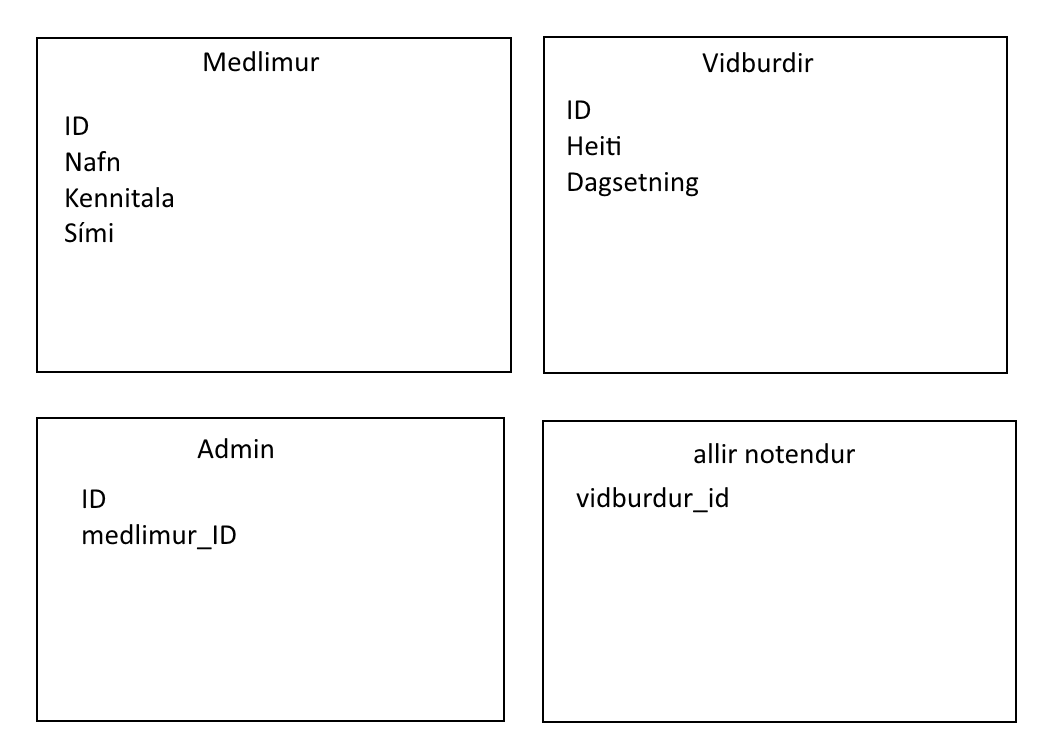 Medlimur
ID
Nafn
Kennitala
Sími
Vidburdir
ID
Heiti
Dagsetning
Admin
ID
medlimur_ID
allir notendur
vidburdur_id